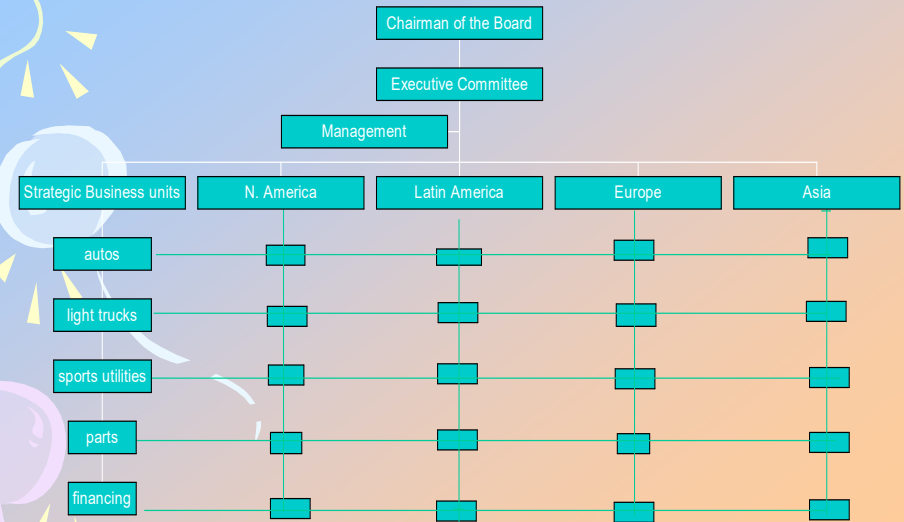 Chairman of the Board
Executive Committee
Management
Strategic Business units
N. America
Latin America
Europe
Asia
autos
light trucks
sports utilities
parts
financing